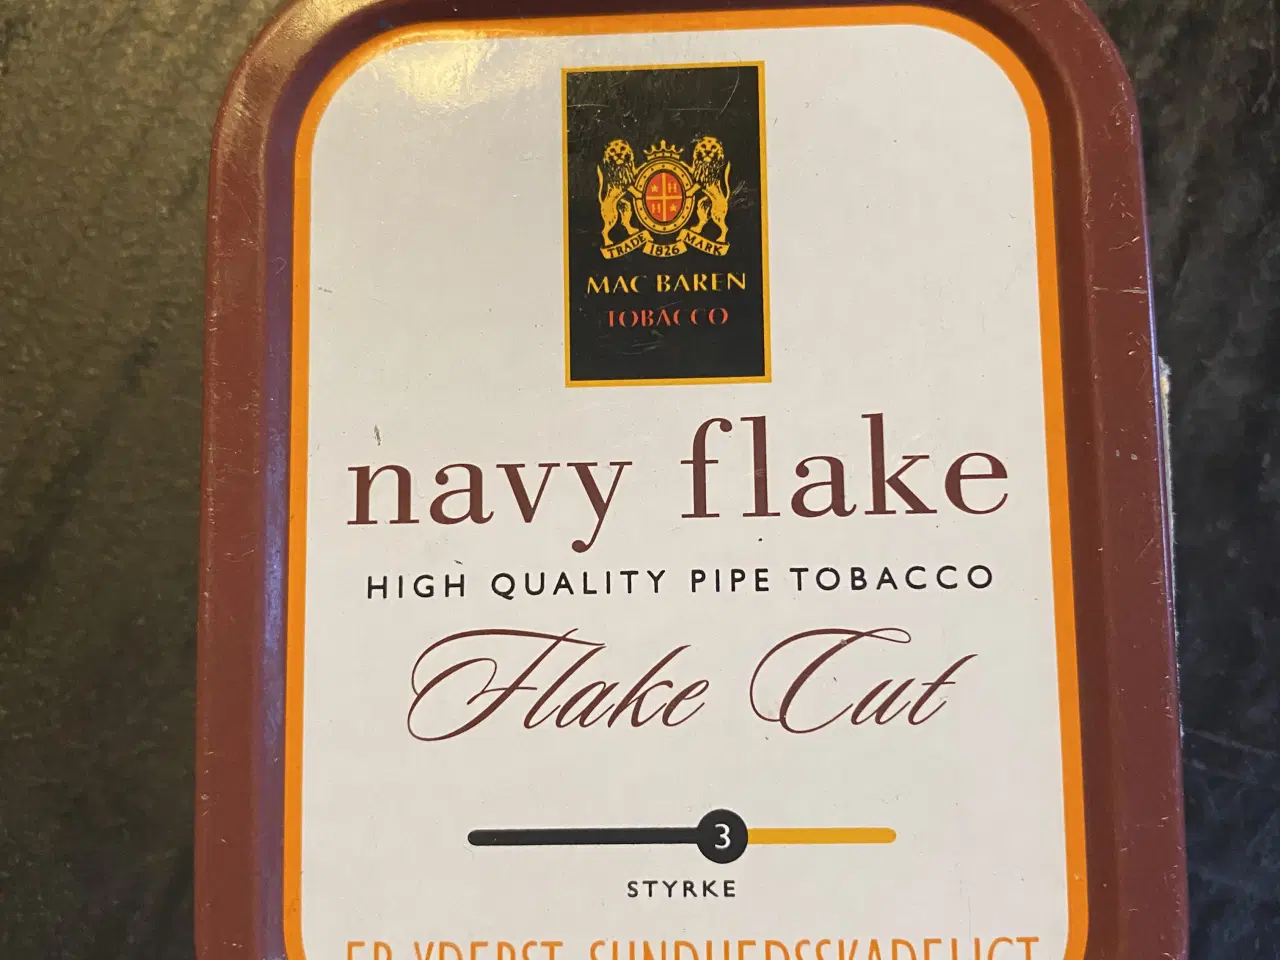 TRADE 1826 MARK
MAC BAREN
TOBACCO
navy flake
HIGH QUALITY PIPE TOBACCO
Flake Cut
3
STYRKE
ER YDERST SUNDHEDSSKADELIGT